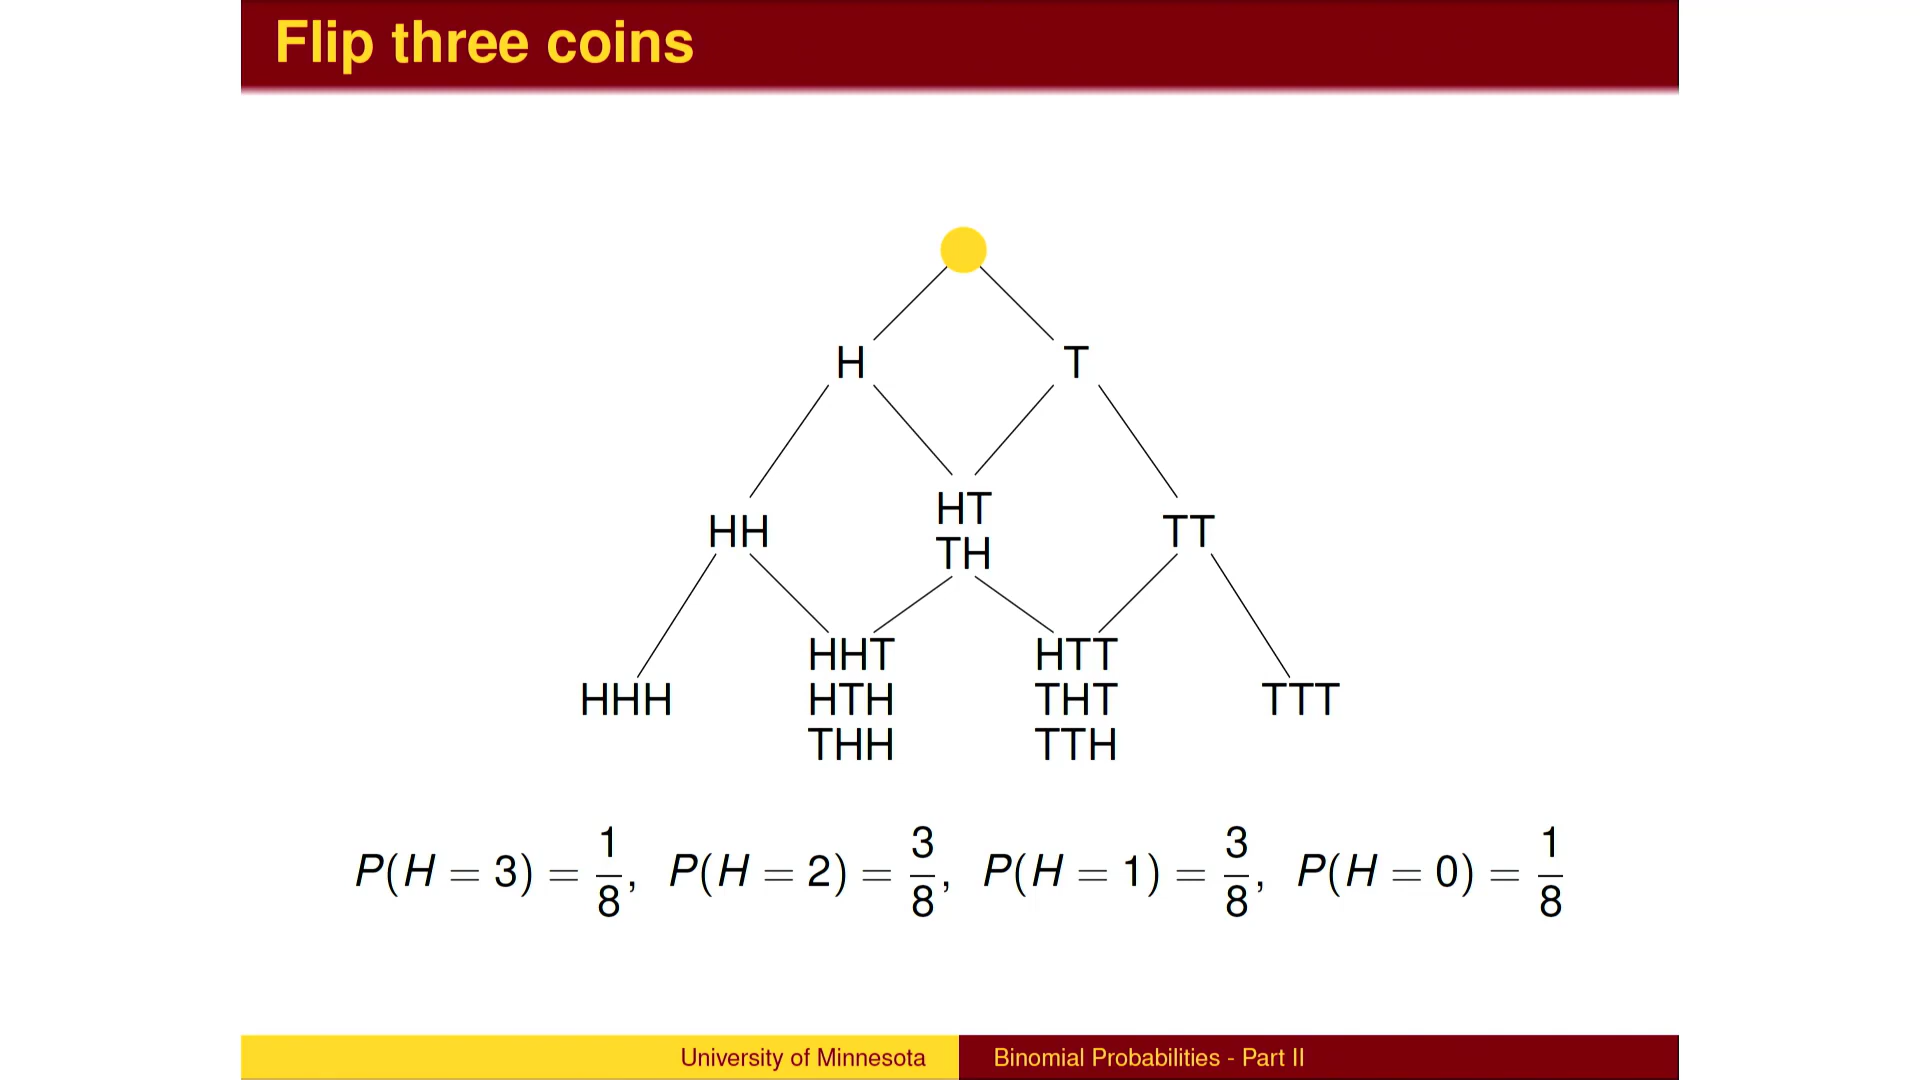 Flip three coins
H T
HH HT TT
TH
HHH HHT HTT TTT
HTH THT
THH TTH
P(H = 3) = 1/8, P(H = 2) = 3/8, P(H = 1) = 3/8, P(H = 0) = 1/8
University of Minnesota Binomial Probabilities - Part II